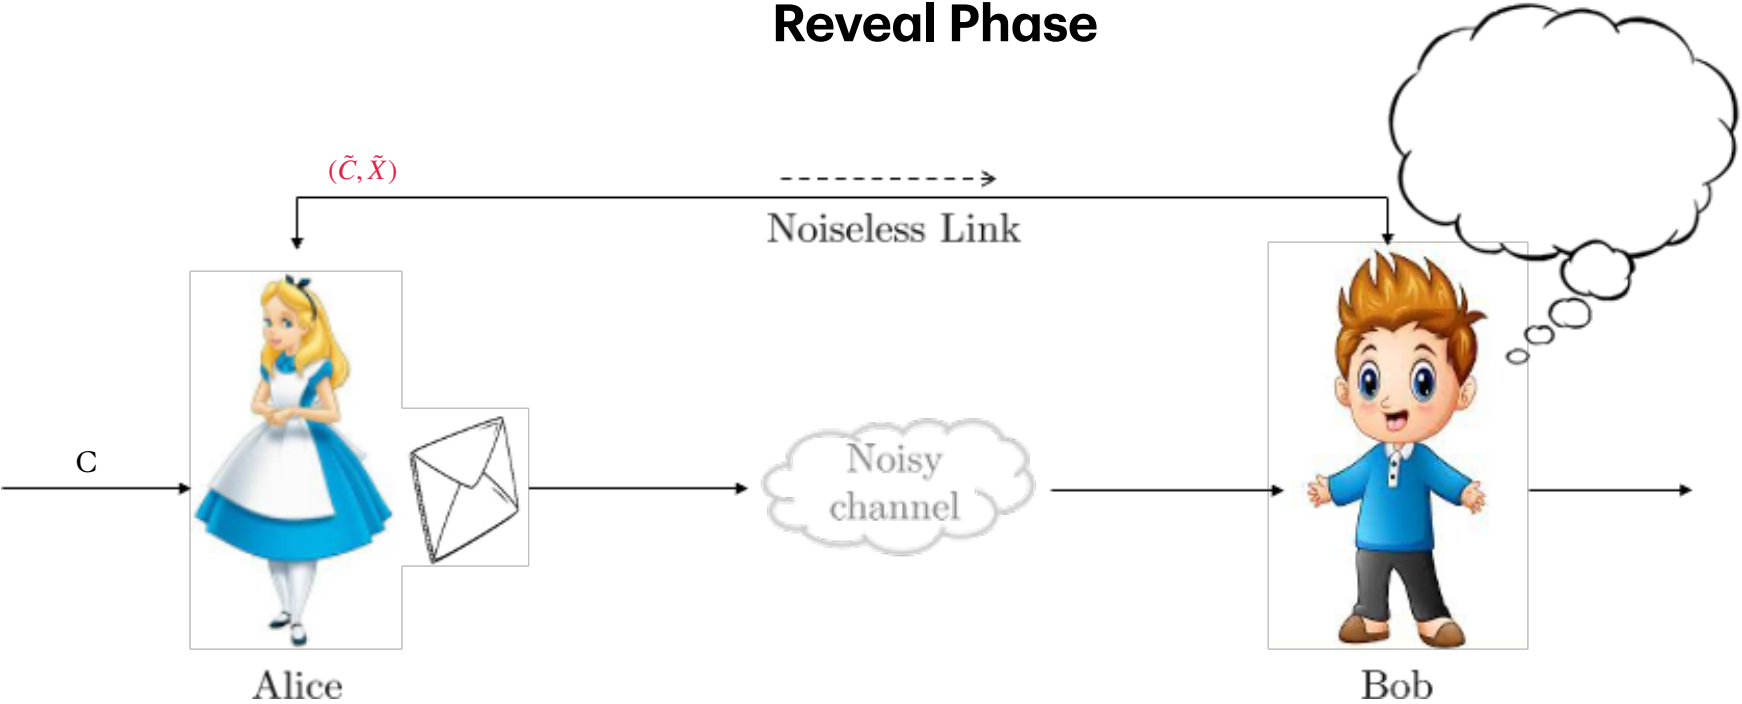 Reveal Phase
(C̃, X̃)
Noiseless Link
C
Noisy
channel
Alice
Bob